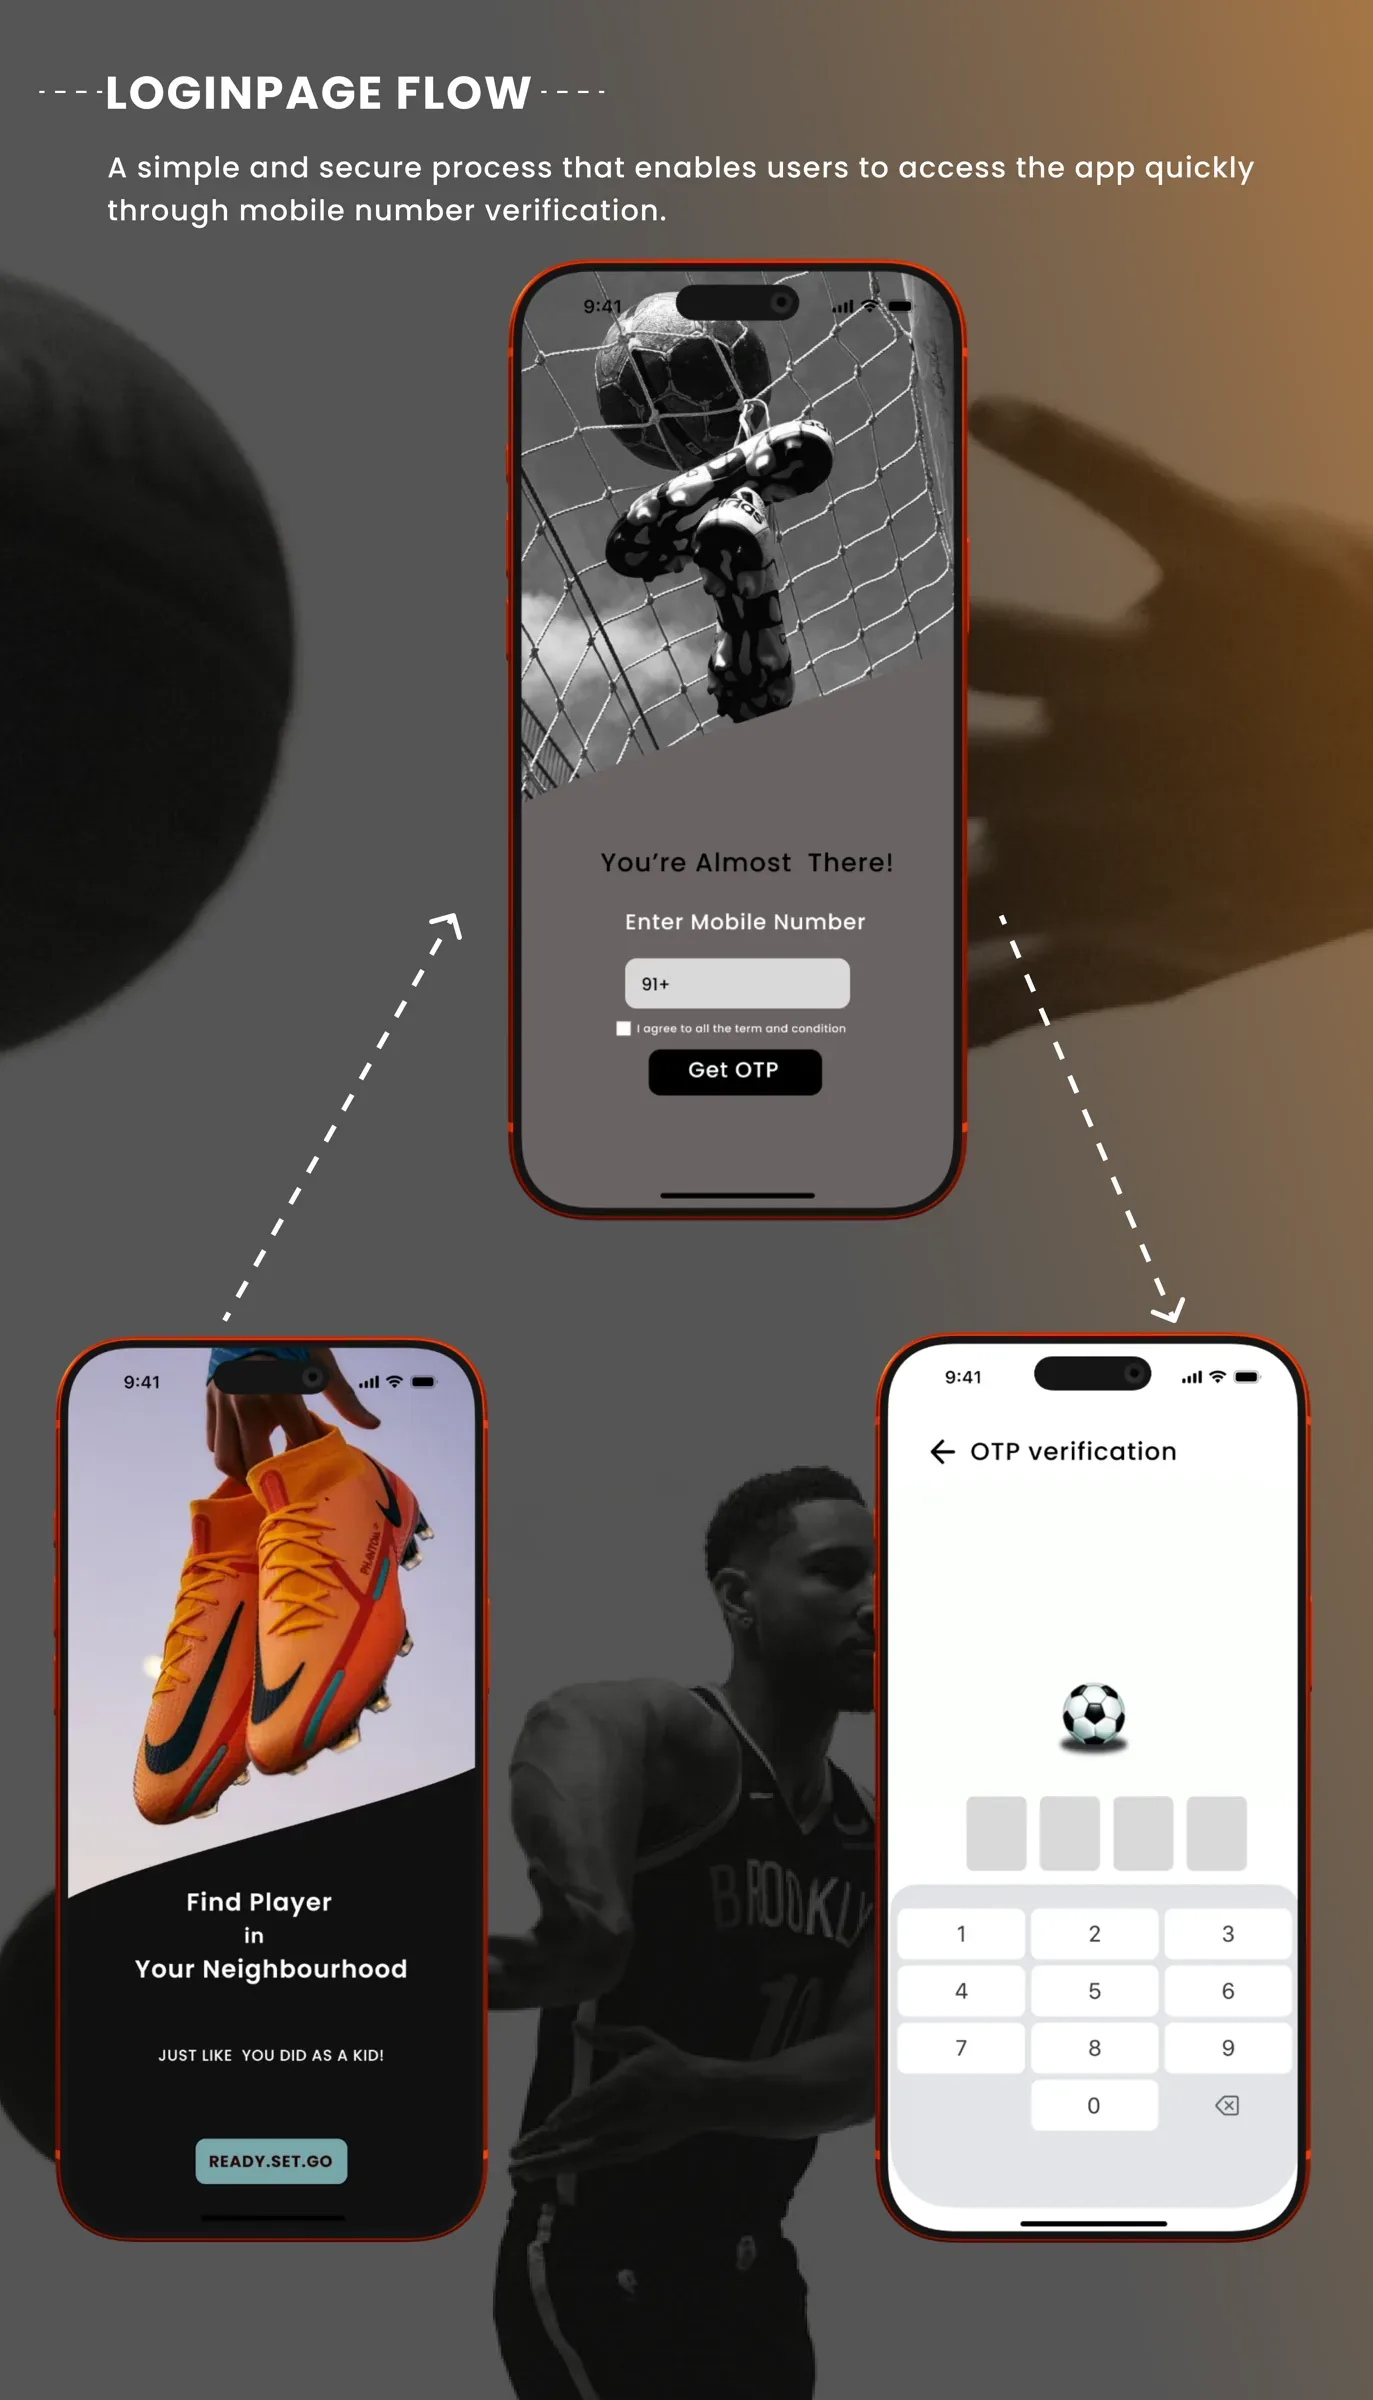 LOGINPAGE FLOW
A simple and secure process that enables users to access the app quickly
through mobile number verification.
9:41
You’re Almost There!
Enter Mobile Number
91+
I agree to all the term and condition
Get OTP
9:41
PHANTOM
Find Player
in
Your Neighbourhood
JUST LIKE YOU DID AS A KID!
READY.SET.GO
BROOKLY
9:41
OTP verification
1 2 3
4 5 6
7 8 9
0